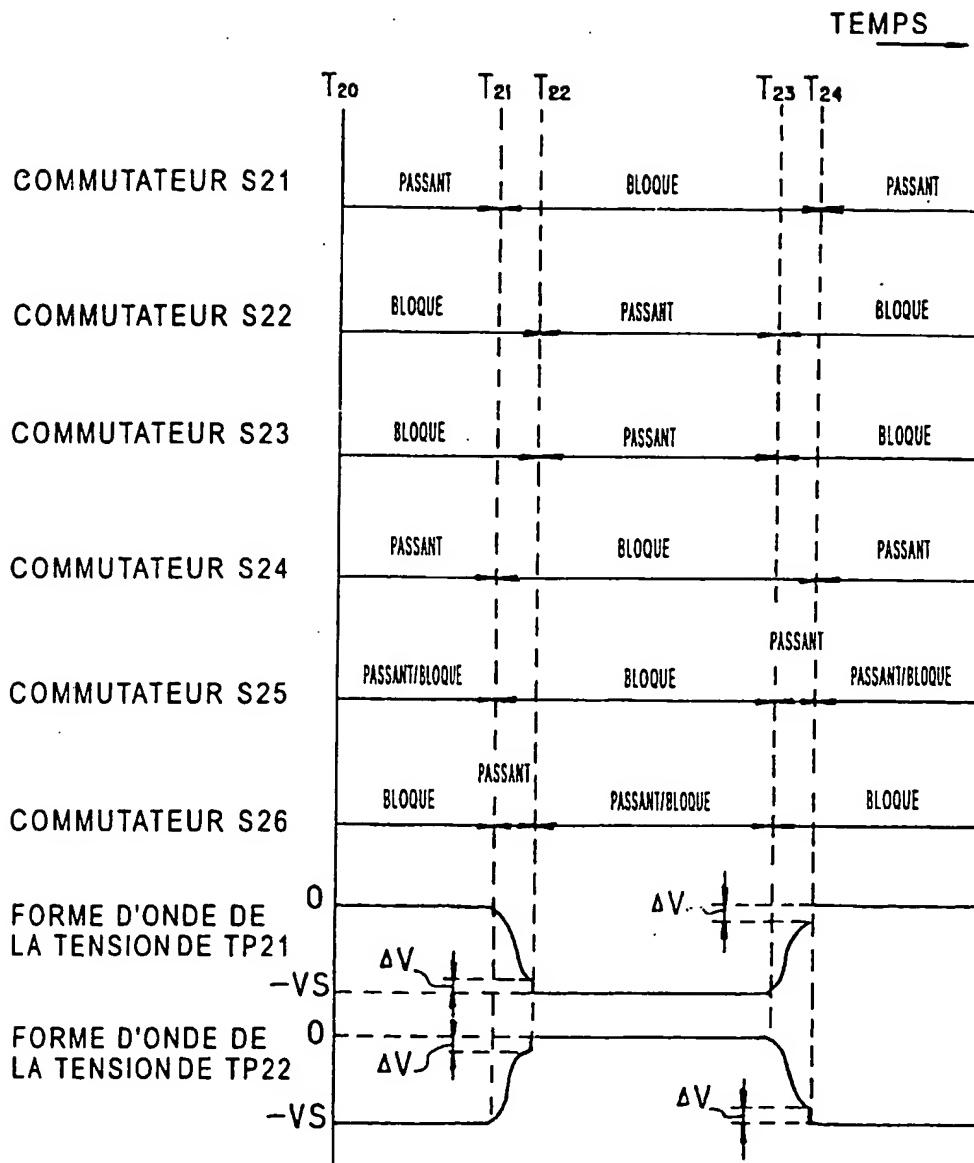 TEMPS
T20 T21 T22 T23 T24
COMMUTATEUR S21 PASSANT BLOQUE PASSANT
COMMUTATEUR S22 BLOQUE PASSANT BLOQUE
COMMUTATEUR S23 BLOQUE PASSANT BLOQUE
COMMUTATEUR S24 PASSANT BLOQUE PASSANT
PASSANT
COMMUTATEUR S25 PASSANT/BLOQUE BLOQUE PASSANT/BLOQUE
PASSANT
COMMUTATEUR S26 BLOQUE PASSANT/BLOQUE BLOQUE
0 ΔV
FORME D'ONDE DE
LA TENSION DE TP21
ΔV
-VS
0
FORME D'ONDE DE
LA TENSION DE TP22
ΔV
ΔV
-VS